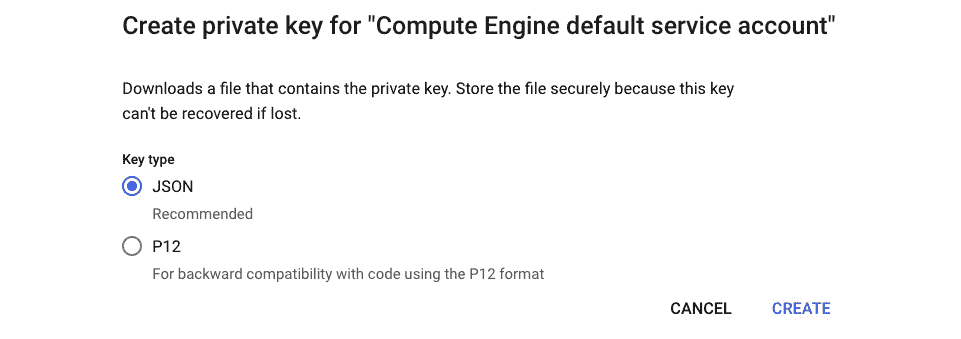 Create private key for "Compute Engine default service account"
Downloads a file that contains the private key. Store the file securely because this key
can't be recovered if lost.
Key type
JSON
Recommended
P12
For backward compatibility with code using the P12 format
CANCEL CREATE